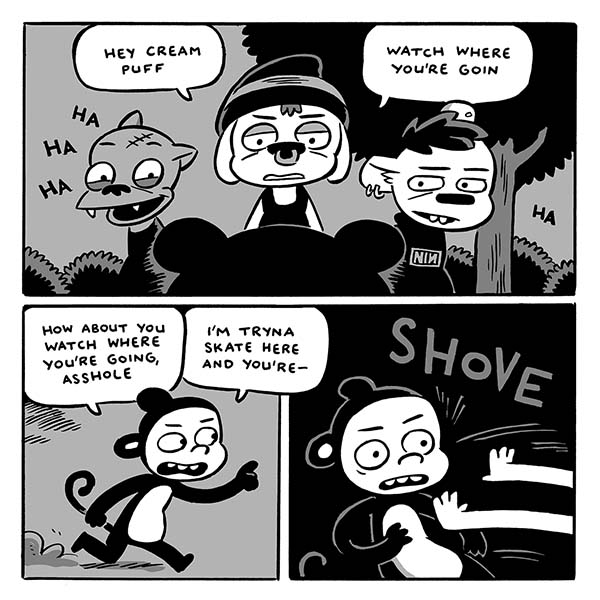 HEY CREAM
PUFF
WATCH WHERE
YOU'RE GOIN
HA
HA
HA
HA
NIИ
HOW ABOUT YOU
WATCH WHERE
YOU'RE GOING,
ASSHOLE
I'M TRYNA
SKATE HERE
AND YOU'RE—
SHOVE